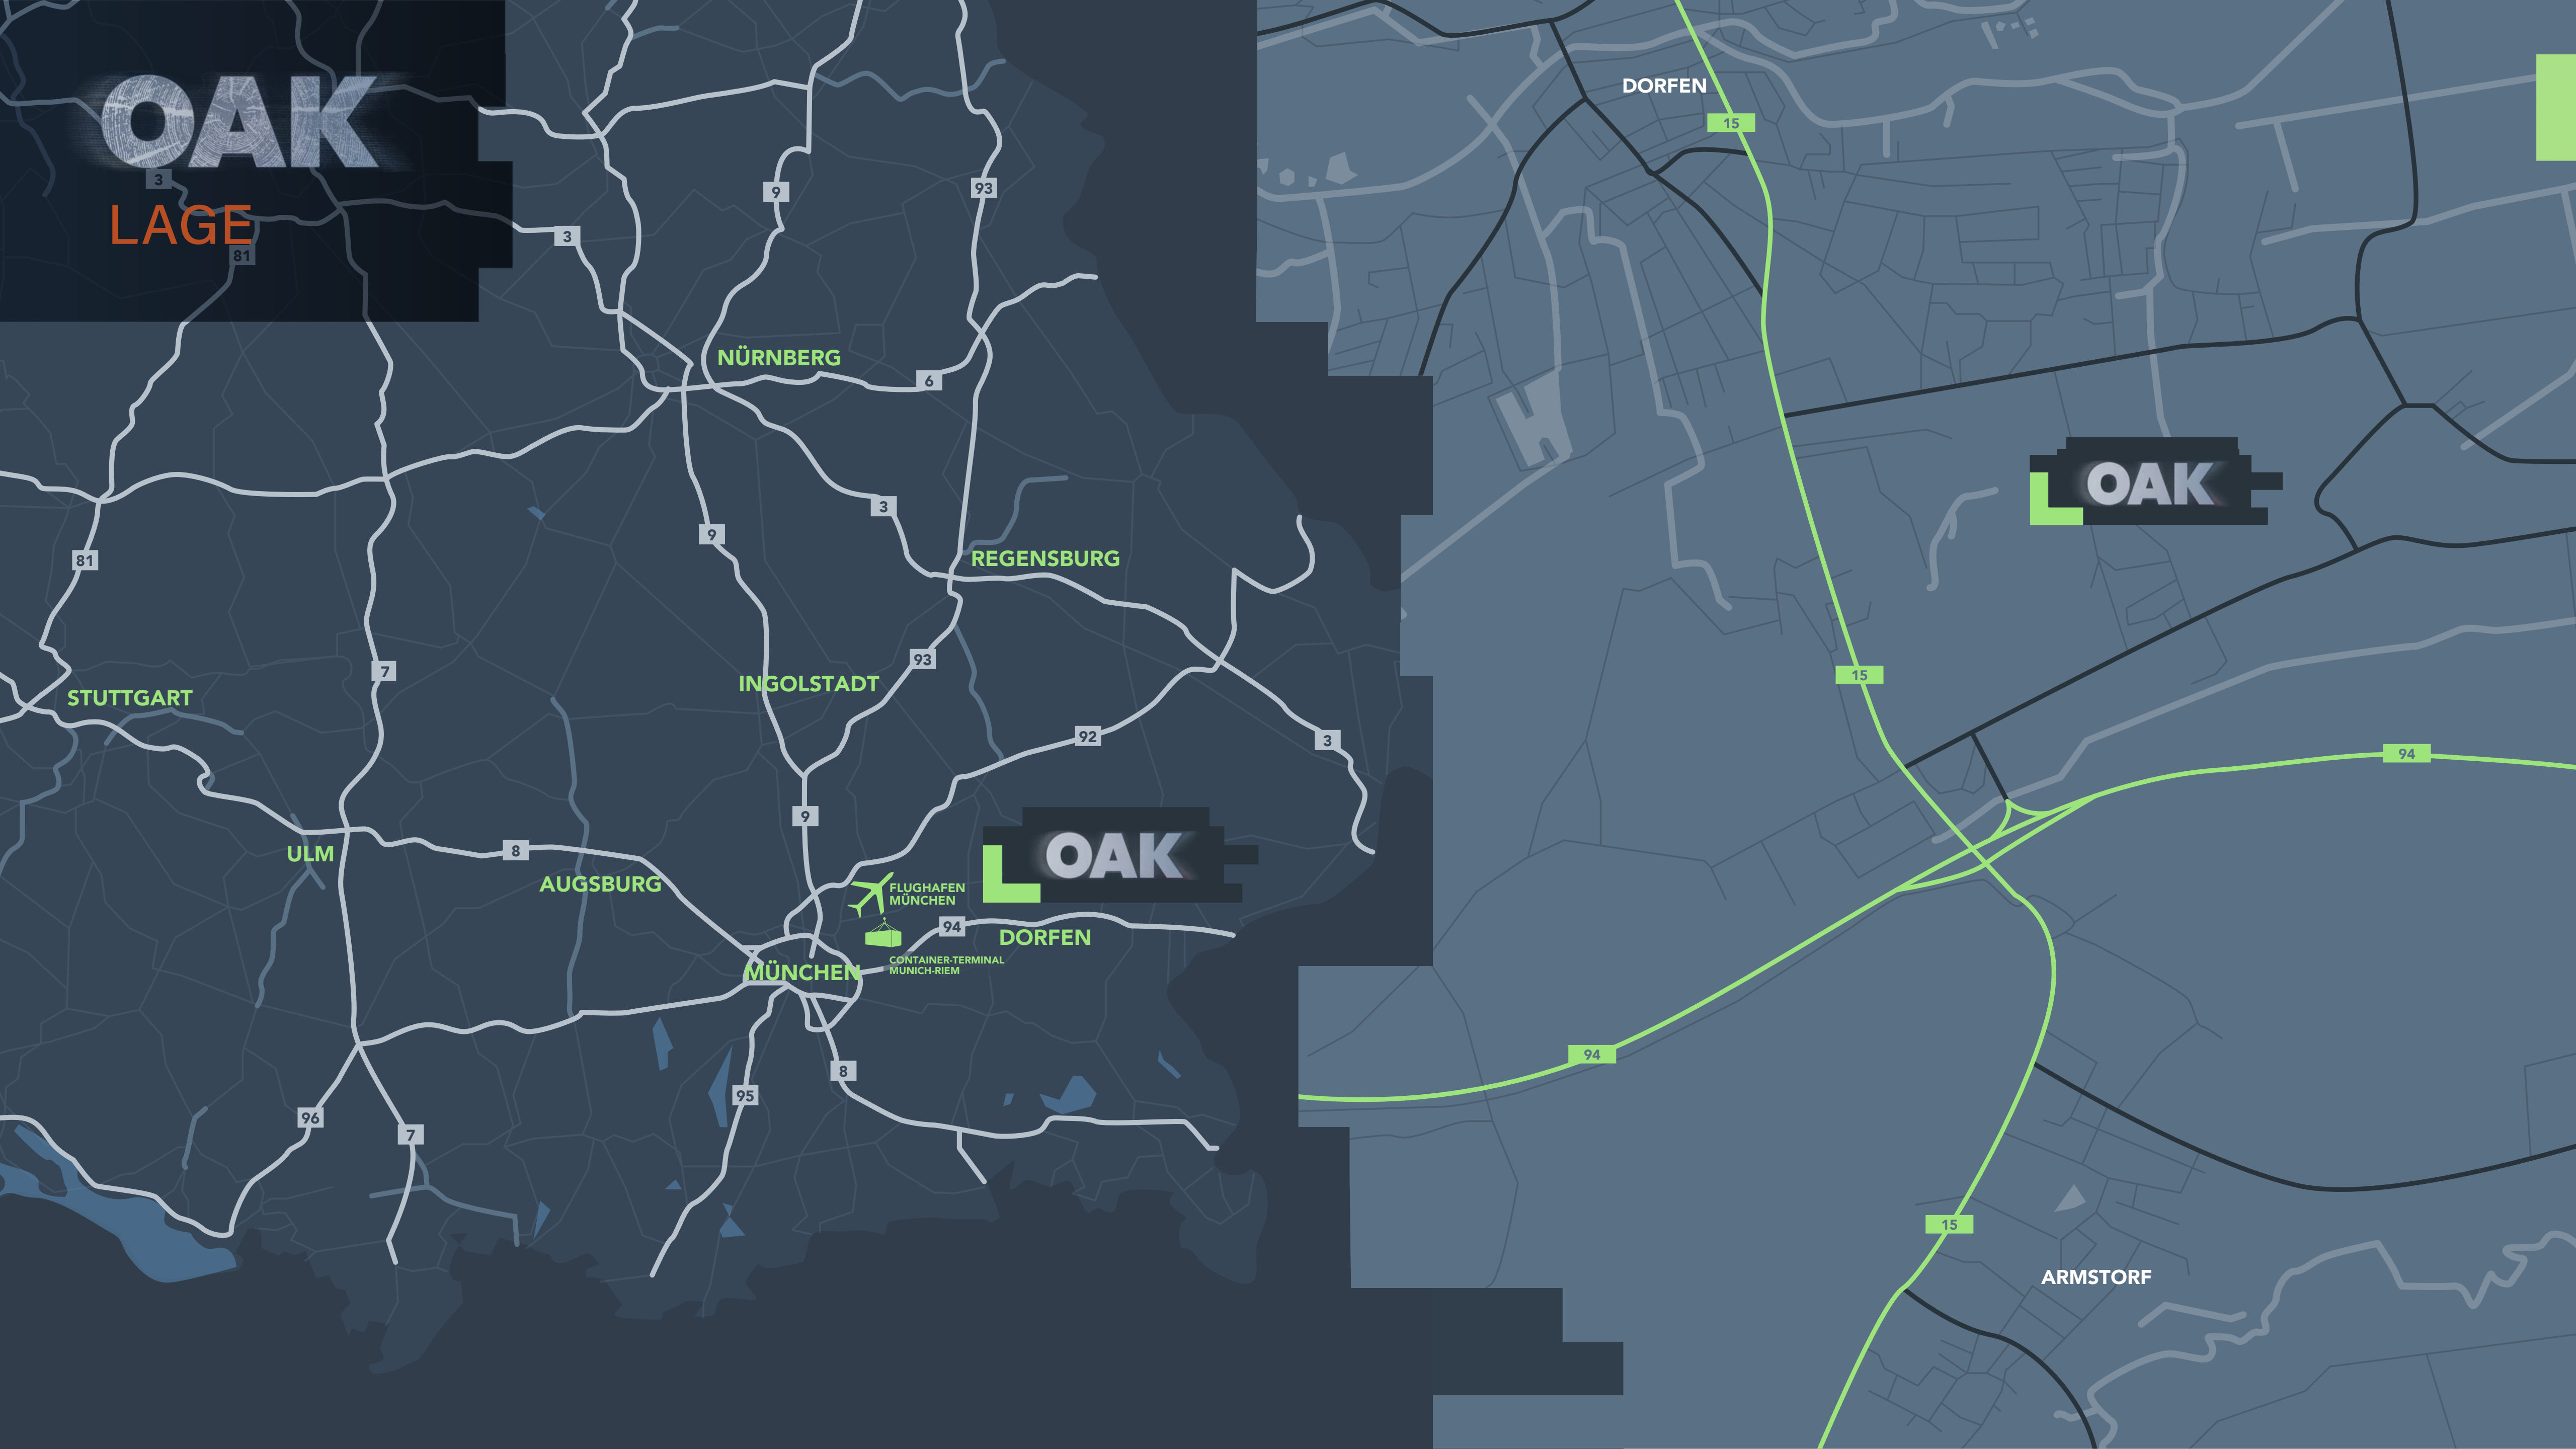 OAK
LAGE
3
81
3
9
93
NÜRNBERG
6
3
9
81
REGENSBURG
93
7
INGOLSTADT
STUTTGART
92
3
9
8
ULM
AUGSBURG
OAK
FLUGHAFEN
MÜNCHEN
94
DORFEN
CONTAINER-TERMINAL
MUNICH-RIEM
MÜNCHEN
8
95
96
7
DORFEN
15
OAK
15
94
94
15
ARMSTORF